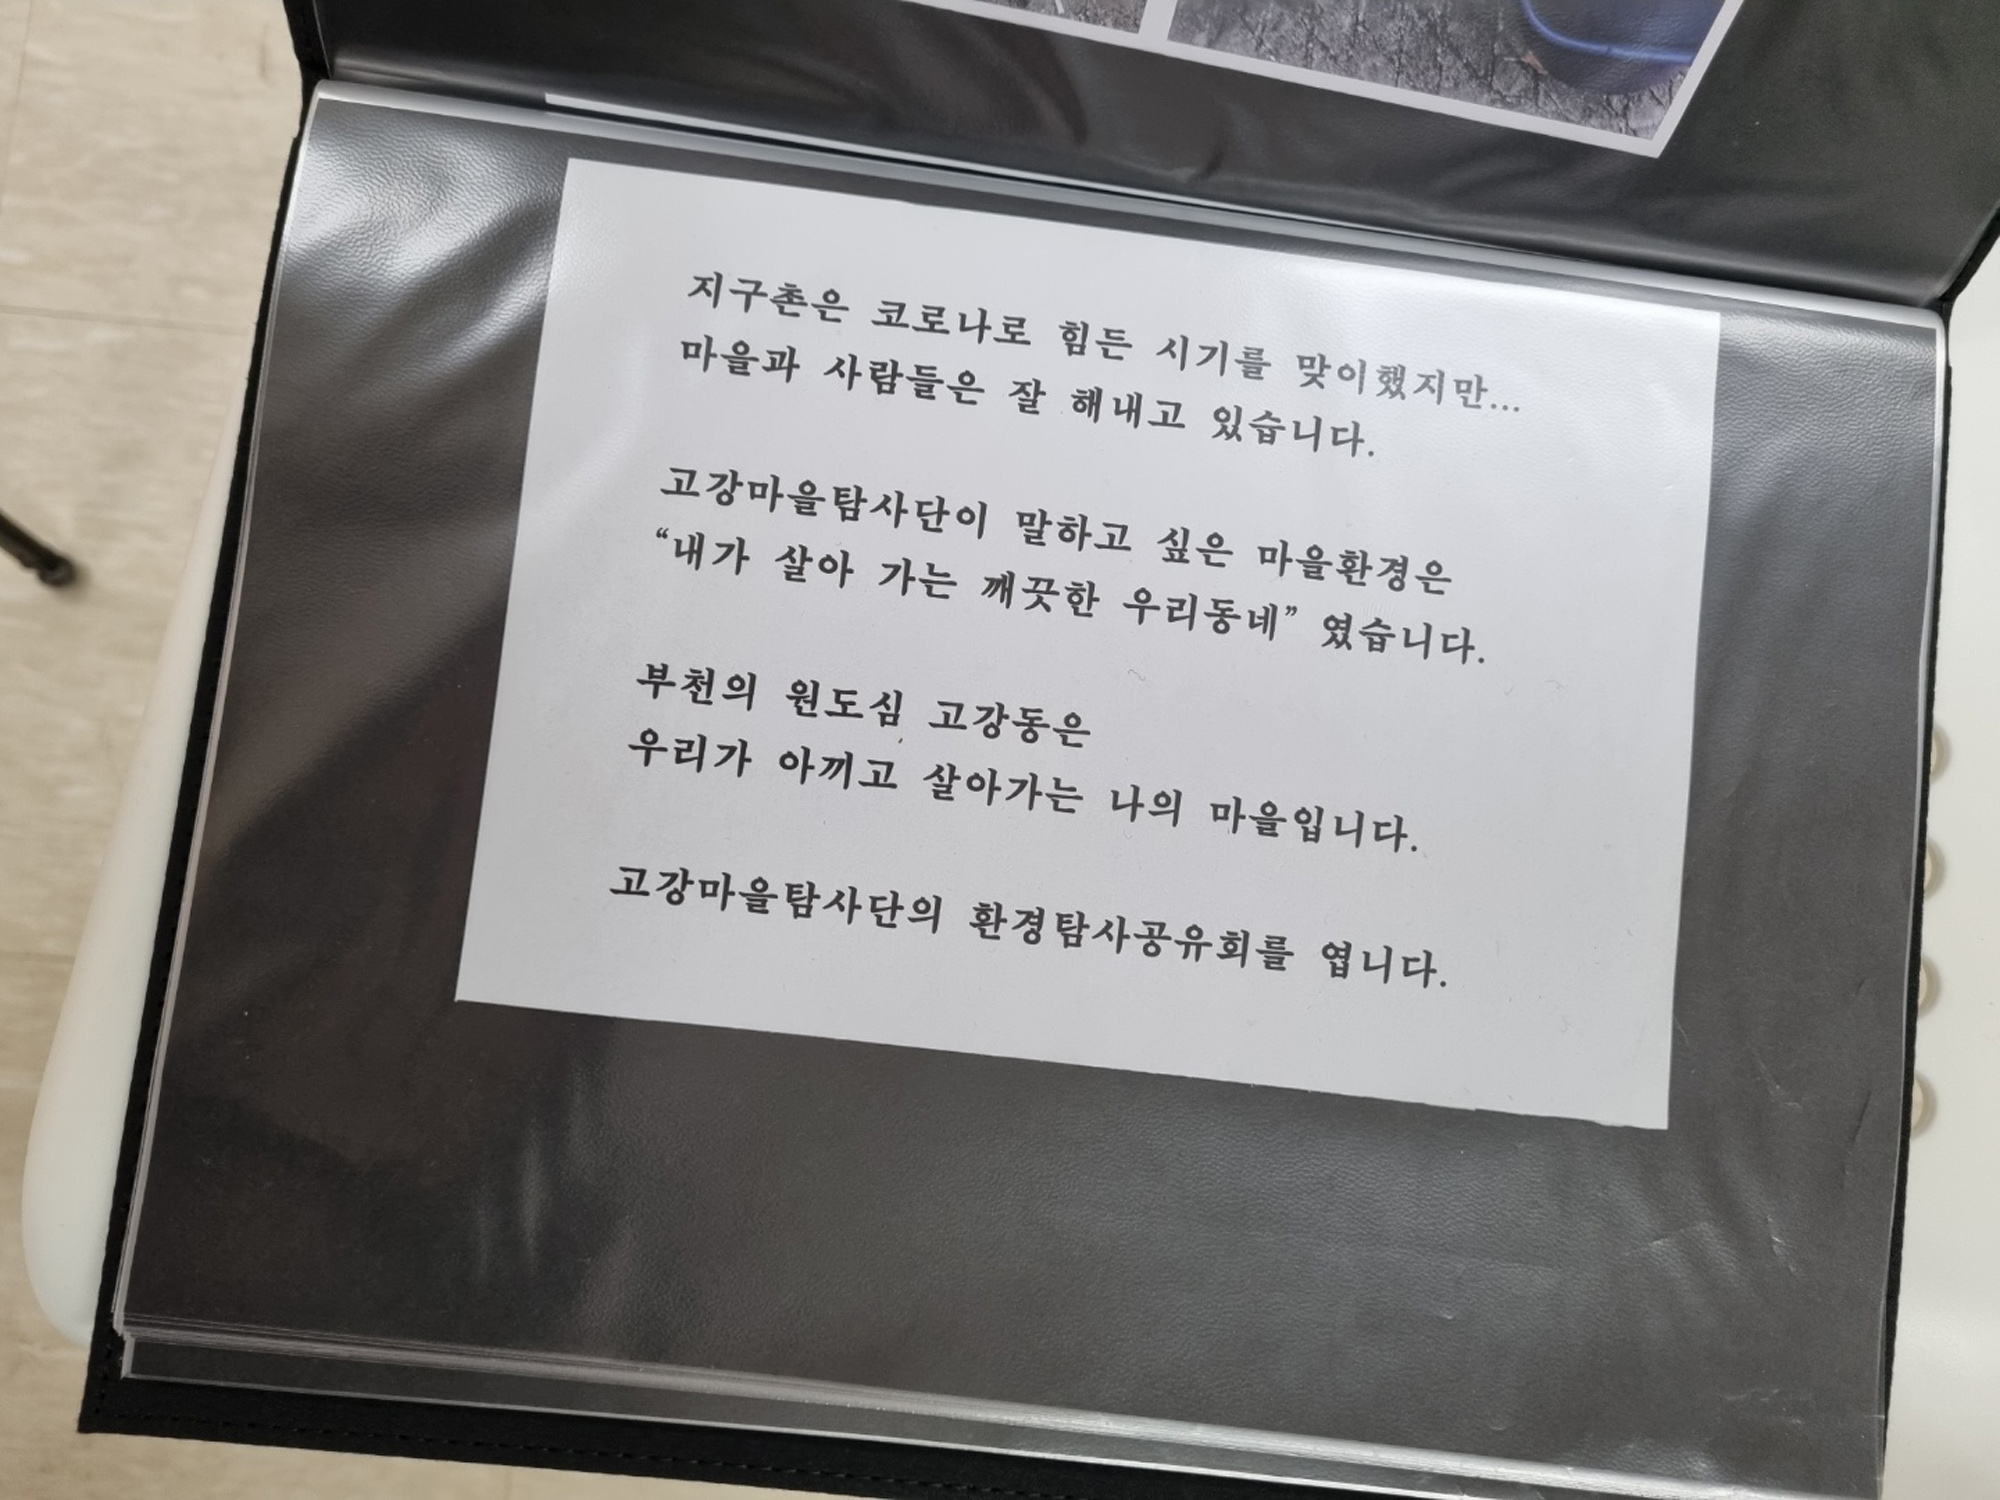 지구촌은 코로나로 힘든 시기를 맞이했지만...
마을과 사람들은 잘 해내고 있습니다.
고강마을탐사단이 말하고 싶은 마을환경은
“내가 살아 가는 깨끗한 우리동네” 였습니다.
부천의 원도심 고강동은
우리가 아끼고 살아가는 나의 마을입니다.
고강마을탐사단의 환경탐사공유회를 엽니다.